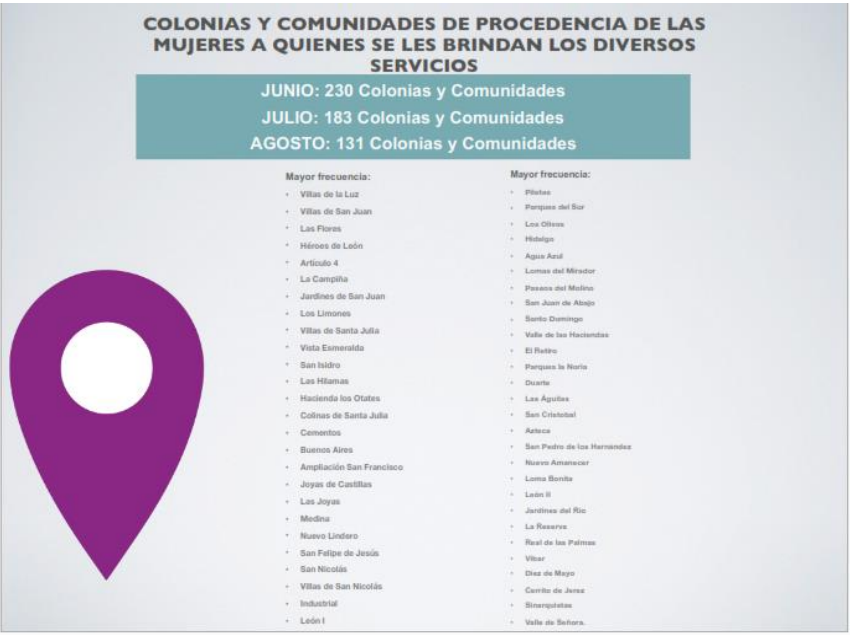 COLONIAS Y COMUNIDADES DE PROCEDENCIA DE LAS
MUJERES A QUIENES SE LES BRINDAN LOS DIVERSOS
SERVICIOS
JUNIO: 230 Colonias y Comunidades
JULIO: 183 Colonias y Comunidades
AGOSTO: 131 Colonias y Comunidades
Mayor frecuencia:
• Villas de la Luz
• Villas de San Juan
• Las Flores
• Héroes de León
• Artículo 4
• La Campiña
• Jardines de San Juan
• Los Limones
• Villas de Santa Julia
• Vista Esmeralda
• San Isidro
• Las Hilamas
• Hacienda los Otates
• Colinas de Santa Julia
• Cementos
• Buenos Aires
• Ampliación San Francisco
• Joyas de Castillas
• Las Joyas
• Medina
• Nuevo Lindero
• San Felipe de Jesús
• San Nicolás
• Villas de San Nicolás
• Industrial
• León I
Mayor frecuencia:
• Piletas
• Parques del Sur
• Los Olivos
• Hidalgo
• Agua Azul
• Lomas del Mirador
• Paseos del Molino
• San Juan de Abajo
• Santo Domingo
• Valle de las Haciendas
• El Retiro
• Parques la Noria
• Duarte
• Las Águilas
• San Cristobal
• Azteca
• San Pedro de los Hernandez
• Nuevo Amanecer
• Loma Bonita
• León II
• Jardines del Rio
• La Reserva
• Real de las Palmas
• Vibar
• Diez de Mayo
• Cerrito de Jerez
• Sinarquistas
• Valle de Señora.